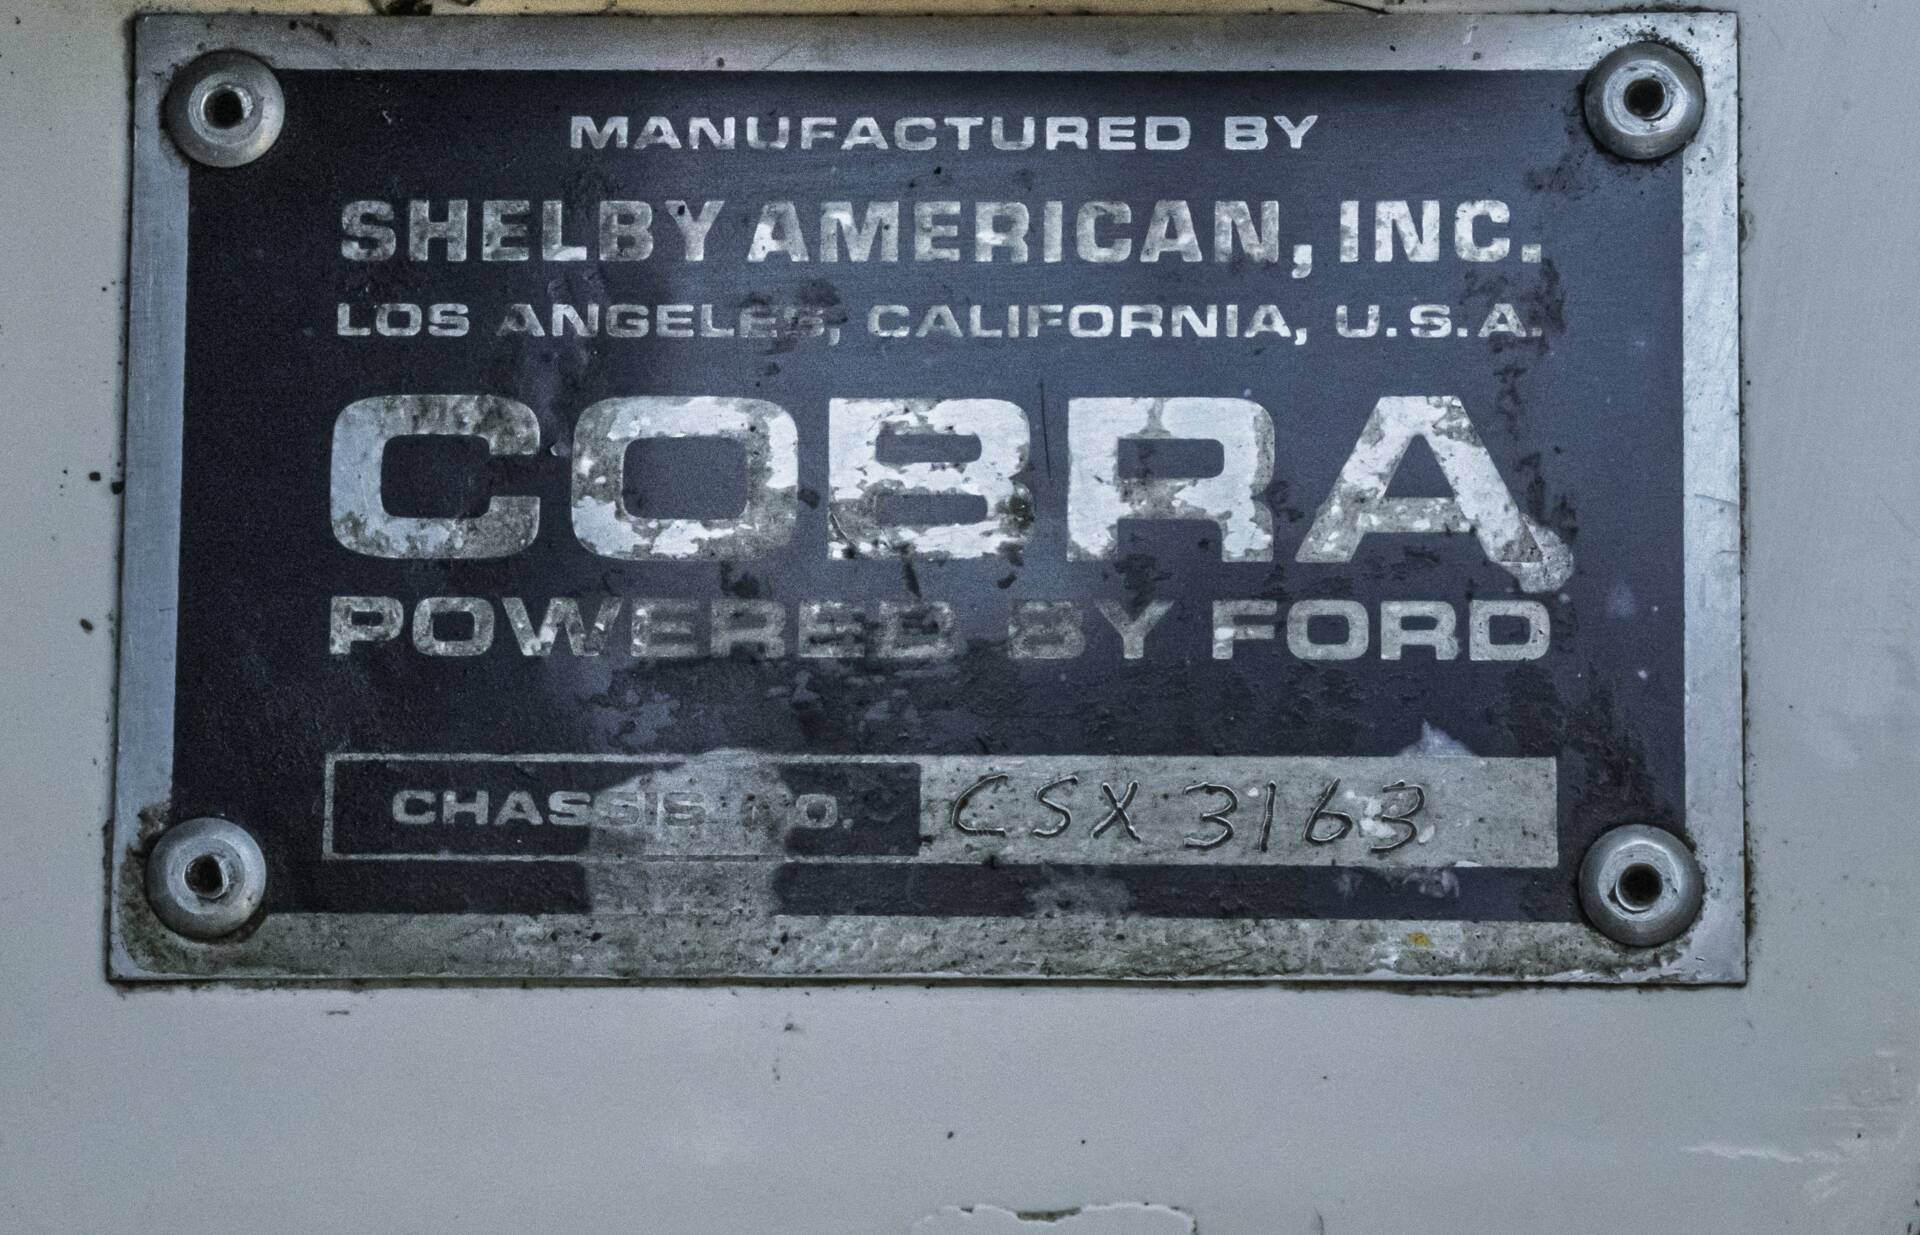 MANUFACTURED BY
SHELBY AMERICAN, INC.
LOS ANGELES, CALIFORNIA, U.S.A.
COBRA
POWERED BY FORD
CHASSIS NO. CSX 3163